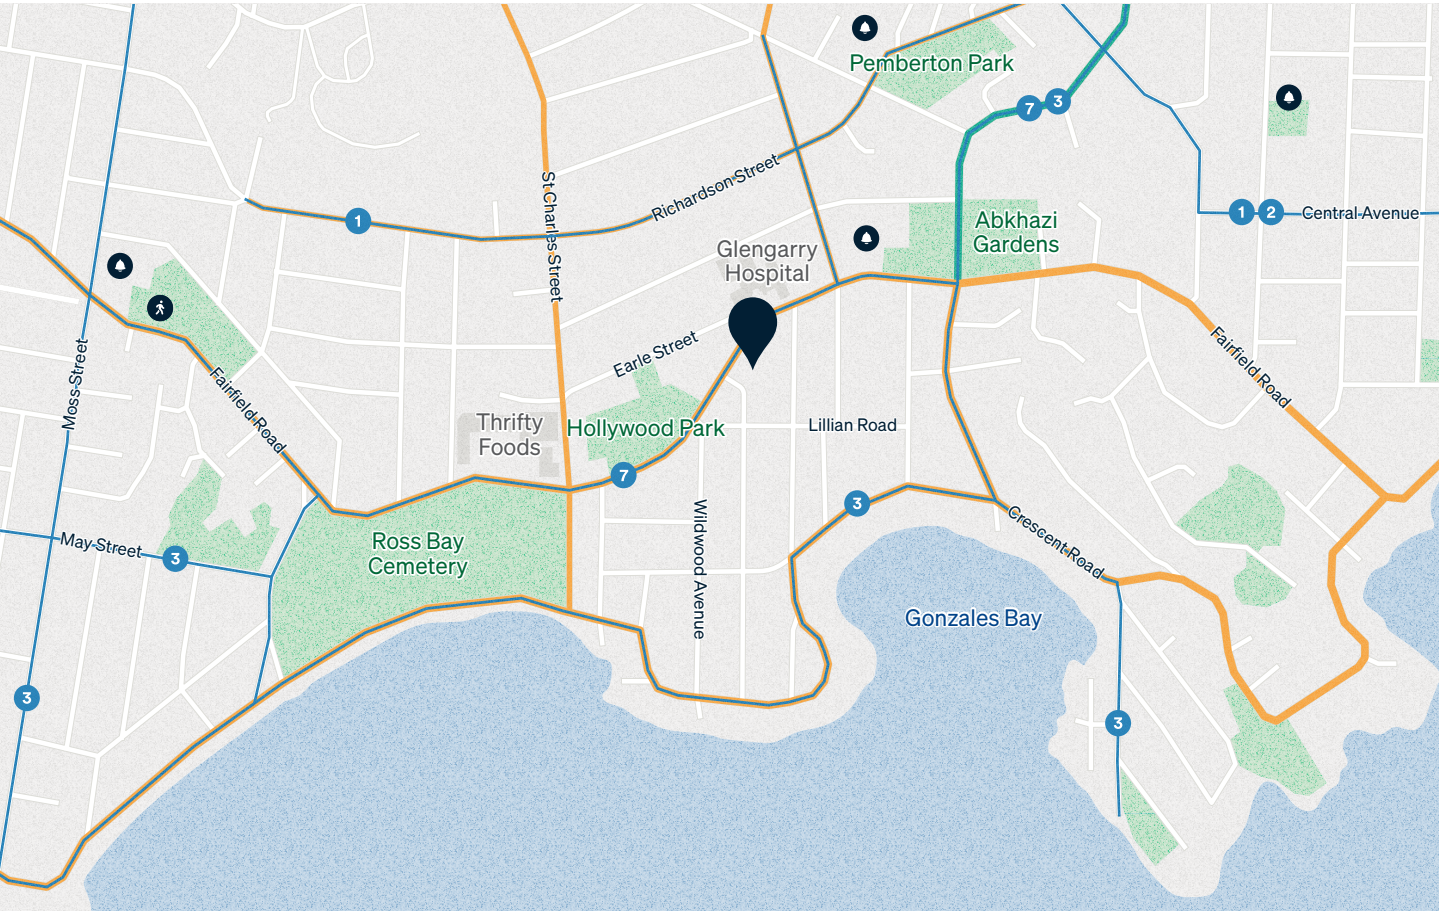 Pemberton Park
7
3
Richardson Street
1
St Charles Street
1
2
Central Avenue
Abkhazi
Gardens
Glengarry
Hospital
Earle Street
Fairfield Road
Moss Street
Fairfield Road
Thrifty
Foods
Hollywood Park
Lillian Road
7
3
Wildwood Avenue
Crescent Road
May Street
3
Ross Bay
Cemetery
Gonzales Bay
3
3